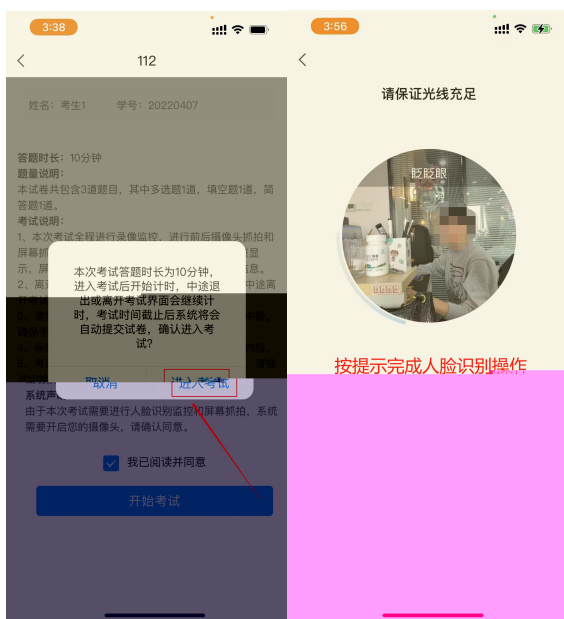 3:38
112
姓名：考生1 学号：20220407
答题时长：10分钟
题量说明：
本试卷共包含3道题目，其中多选题1道，填空题1道，简
答题1道。
考试说明：
1、本次考试全程进行录像监控，进行前后摄像头抓拍和
屏幕抓
显
示，屏
信息。
2、离开
中途离
本次考试答题时长为10分钟，
进入考试后开始计时，中途退
出或离开考试界面会继续计
时，考试时间截止后系统将会
自动提交试卷，确认进入考
试？
取消 进入考试
系统声
由于本次考试需要进行人脸识别监控和屏幕抓拍，系统
需要开启您的摄像头，请确认同意。
我已阅读并同意
开始考试
3:56
请保证光线充足
眨眨眼
按提示完成人脸识别操作